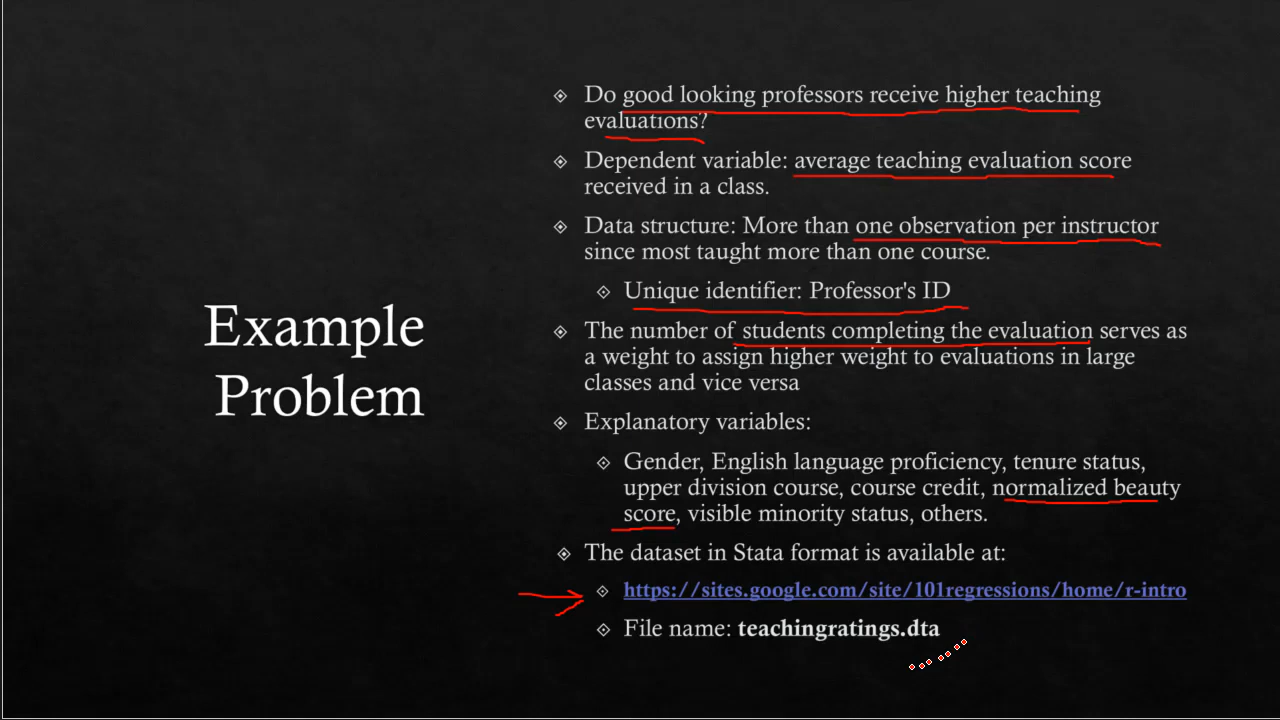 Example
Problem
Do good looking professors receive higher teaching
evaluations?
Dependent variable: average teaching evaluation score
received in a class.
Data structure: More than one observation per instructor
since most taught more than one course.
Unique identifier: Professor's ID
The number of students completing the evaluation serves as
a weight to assign higher weight to evaluations in large
classes and vice versa
Explanatory variables:
Gender, English language proficiency, tenure status,
upper division course, course credit, normalized beauty
score, visible minority status, others.
The dataset in Stata format is available at:
https://sites.google.com/site/101regressions/home/r-intro
File name: teachingratings.dta